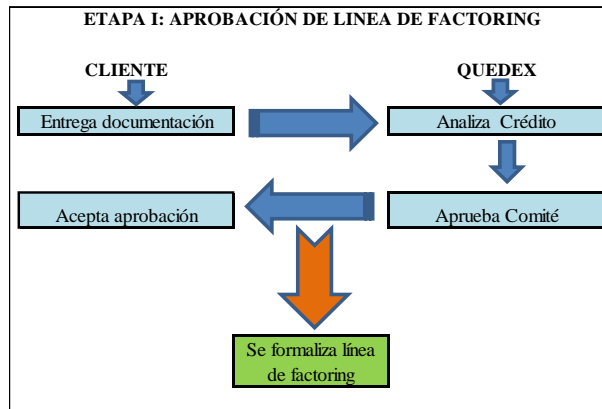 ETAPA I: APROBACIÓN DE LINEA DE FACTORING
CLIENTE
QUEDEX
Entrega documentación
Analiza Crédito
Acepta aprobación
Aprueba Comité
Se formaliza línea
de factoring